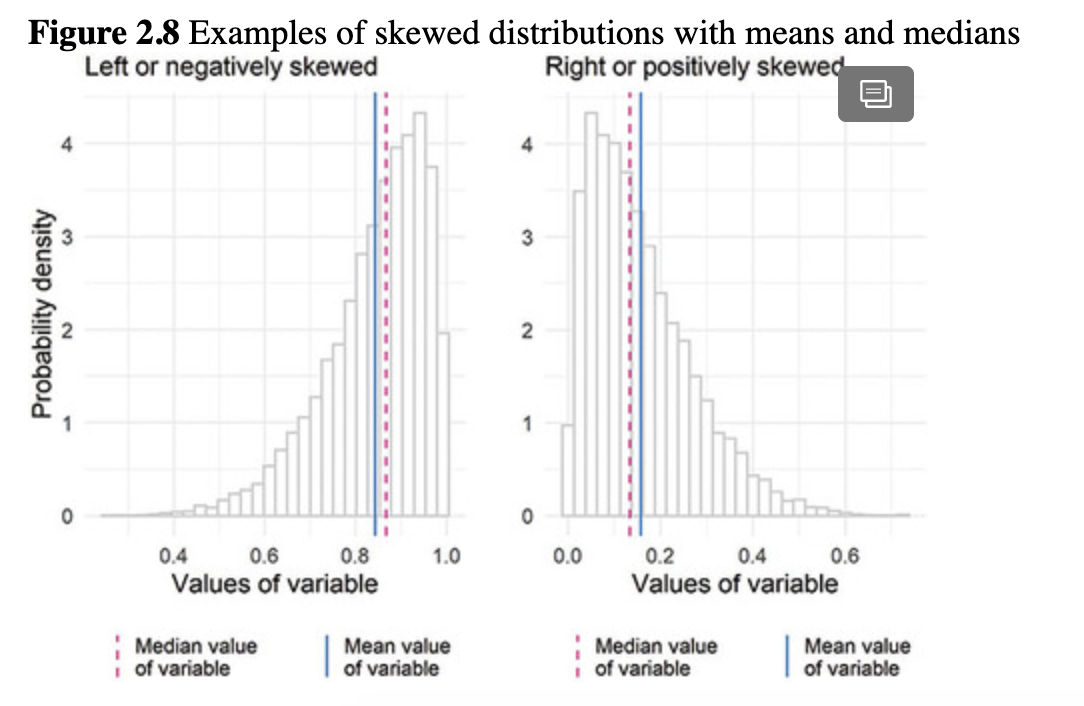 Figure 2.8 Examples of skewed distributions with means and medians
Left or negatively skewed
Right or positively skewed
Probability density
4
3
2
1
0
0.4 0.6 0.8 1.0
Values of variable
4
3
2
1
0
0.0 0.2 0.4 0.6
Values of variable
Median value
of variable
Mean value
of variable
Median value
of variable
Mean value
of variable